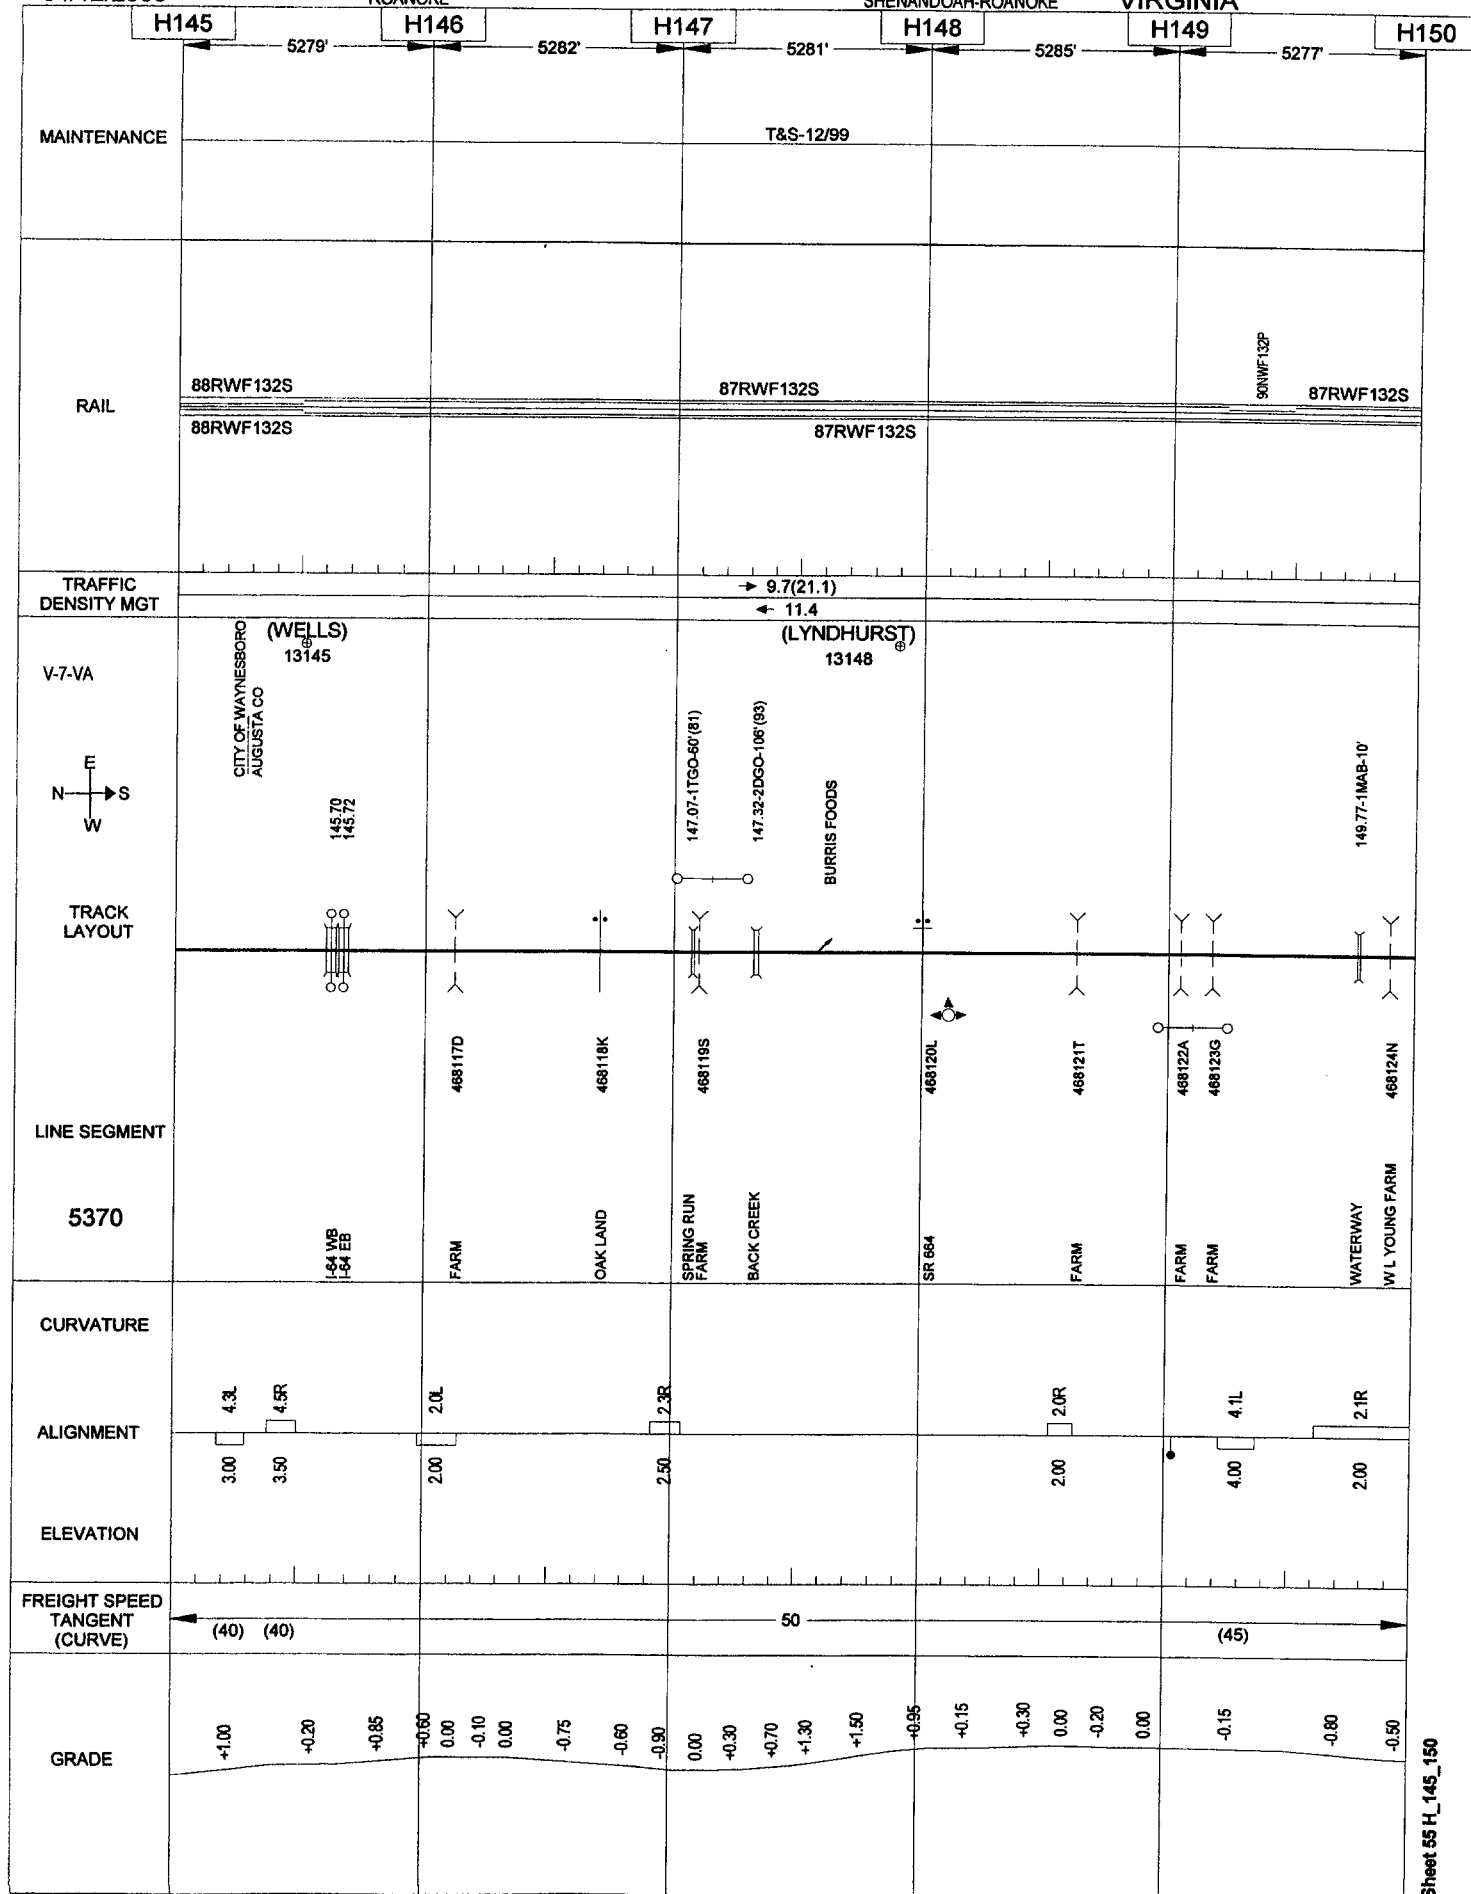 ROANOKE
SHENANDOAH-ROANOKE VIRGINIA
H145 H146 H147 H148 H149 H150
5279' 5282' 5281' 5285' 5277'
MAINTENANCE
T&S-12/99
RAIL
88RWF132S 87RWF132S 90NWF132P 87RWF132S
88RWF132S 87RWF132S
TRAFFIC
DENSITY MGT
9.7(21.1)
11.4
(WELLS)
13145
(LYNDHURST)
13148
V-7-VA
CITY OF WAYNESBORO
AUGUSTA CO
E
N S
W
145.70
145.72
147.07-1TGO-60'(81)
147.32-2DGO-106'(93)
BURRIS FOODS
149.77-1MAB-10'
TRACK
LAYOUT
468117D
468118K
468119S
468120L
468121T
468122A
468123G
468124N
LINE SEGMENT
5370
I-64 WB
I-64 EB
FARM
OAK LAND
SPRING RUN
FARM
BACK CREEK
SR 664
FARM
FARM
FARM
WATERWAY
W L YOUNG FARM
CURVATURE
4.3L 4.5R 2.0L 2.3R 2.0R 4.1L 2.1R
ALIGNMENT
3.00 3.50 2.00 2.50 2.00 4.00 2.00
ELEVATION
FREIGHT SPEED
TANGENT
(CURVE)
50
(40) (40) (45)
GRADE
+1.00 +0.20 +0.85 +0.60 0.00 -0.10 0.00 -0.75 -0.60 -0.90 0.00 +0.30 +0.70 +1.30 +1.50 +0.95 +0.15 +0.30 0.00 -0.20 0.00 -0.15 -0.80 -0.50
Sheet 55 H_145_150